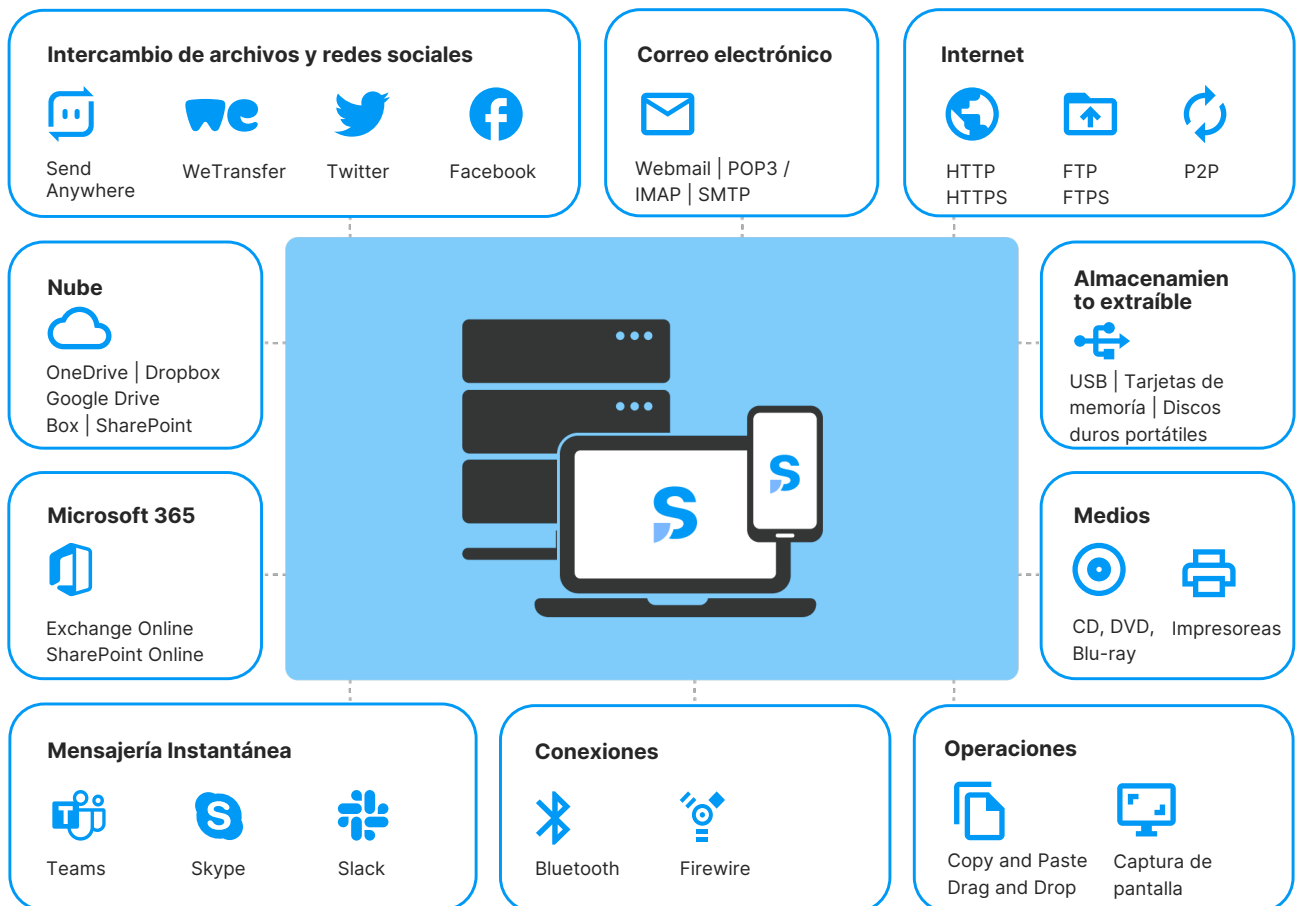 Intercambio de archivos y redes sociales
Send
Anywhere
WeTransfer
Twitter
Facebook
Correo electrónico
Webmail | POP3 /
IMAP | SMTP
Internet
HTTP
HTTPS
FTP
FTPS
P2P
Nube
OneDrive | Dropbox
Google Drive
Box | SharePoint
Almacenamien
to extraíble
USB | Tarjetas de
memoría | Discos
duros portátiles
Microsoft 365
Exchange Online
SharePoint Online
Medios
CD, DVD,
Blu-ray
Impresoreas
Mensajería Instantánea
Teams
Skype
Slack
Conexiones
Bluetooth
Firewire
Operaciones
Copy and Paste
Drag and Drop
Captura de
pantalla